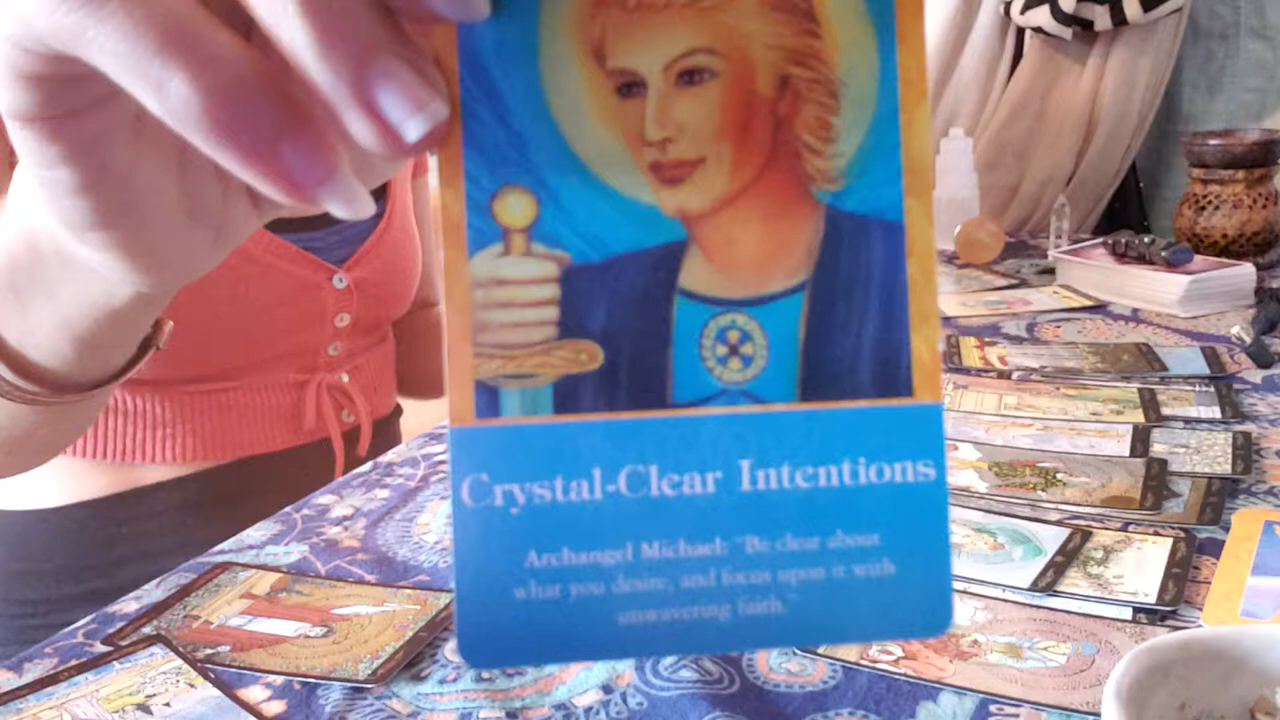 Crystal-Clear Intentions
Archangel Michael: "Be clear about
what you desire, and focus upon it with
unwavering faith."